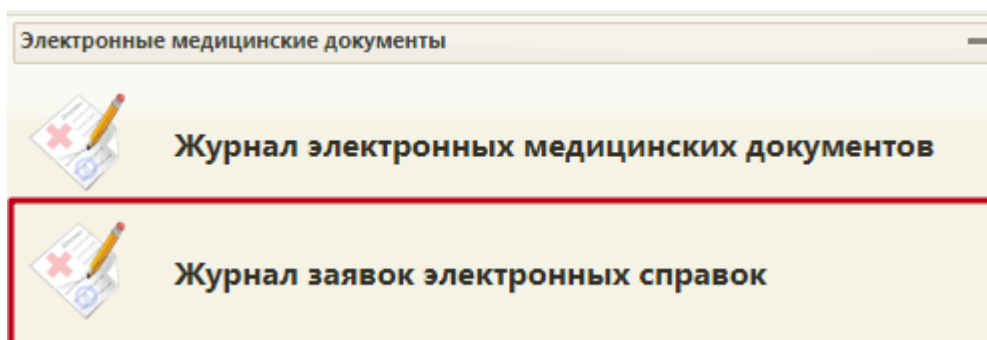 Электронные медицинские документы
Журнал электронных медицинских документов
Журнал заявок электронных справок